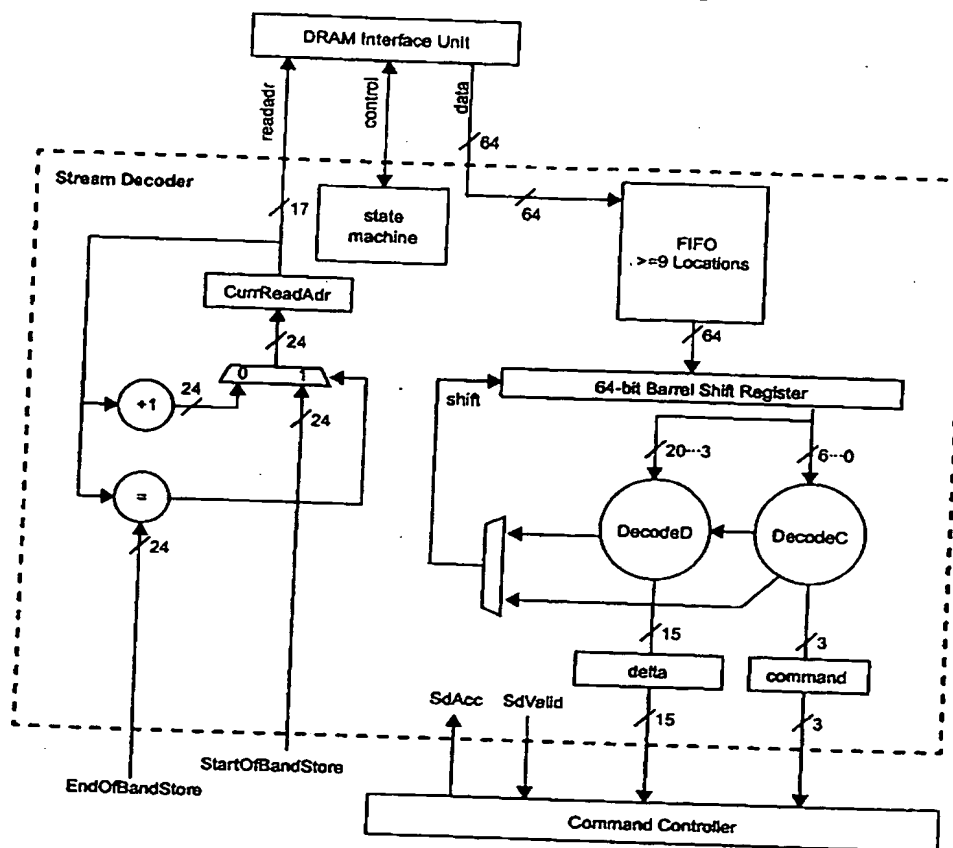 DRAM Interface Unit
readadr
control
data
64
Stream Decoder
17
state
machine
64
FIFO
>=9 Locations
CurrReadAdr
24
64
0 1
24
+1
24
shift
64-bit Barrel Shift Register
20...3
6...0
=
24
DecodeD
DecodeC
15
3
delta
command
SdAcc
SdValid
15
3
StartOfBandStore
EndOfBandStore
Command Controller